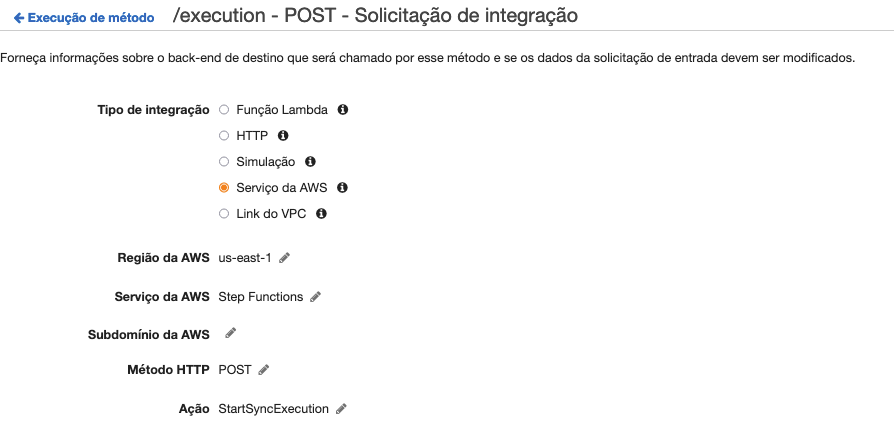 Execução de método /execution - POST - Solicitação de integração
Forneça informações sobre o back-end de destino que será chamado por esse método e se os dados da solicitação de entrada devem ser modificados.
Tipo de integração Função Lambda
HTTP
Simulação
Serviço da AWS
Link do VPC
Região da AWS us-east-1
Serviço da AWS Step Functions
Subdomínio da AWS
Método HTTP POST
Ação StartSyncExecution